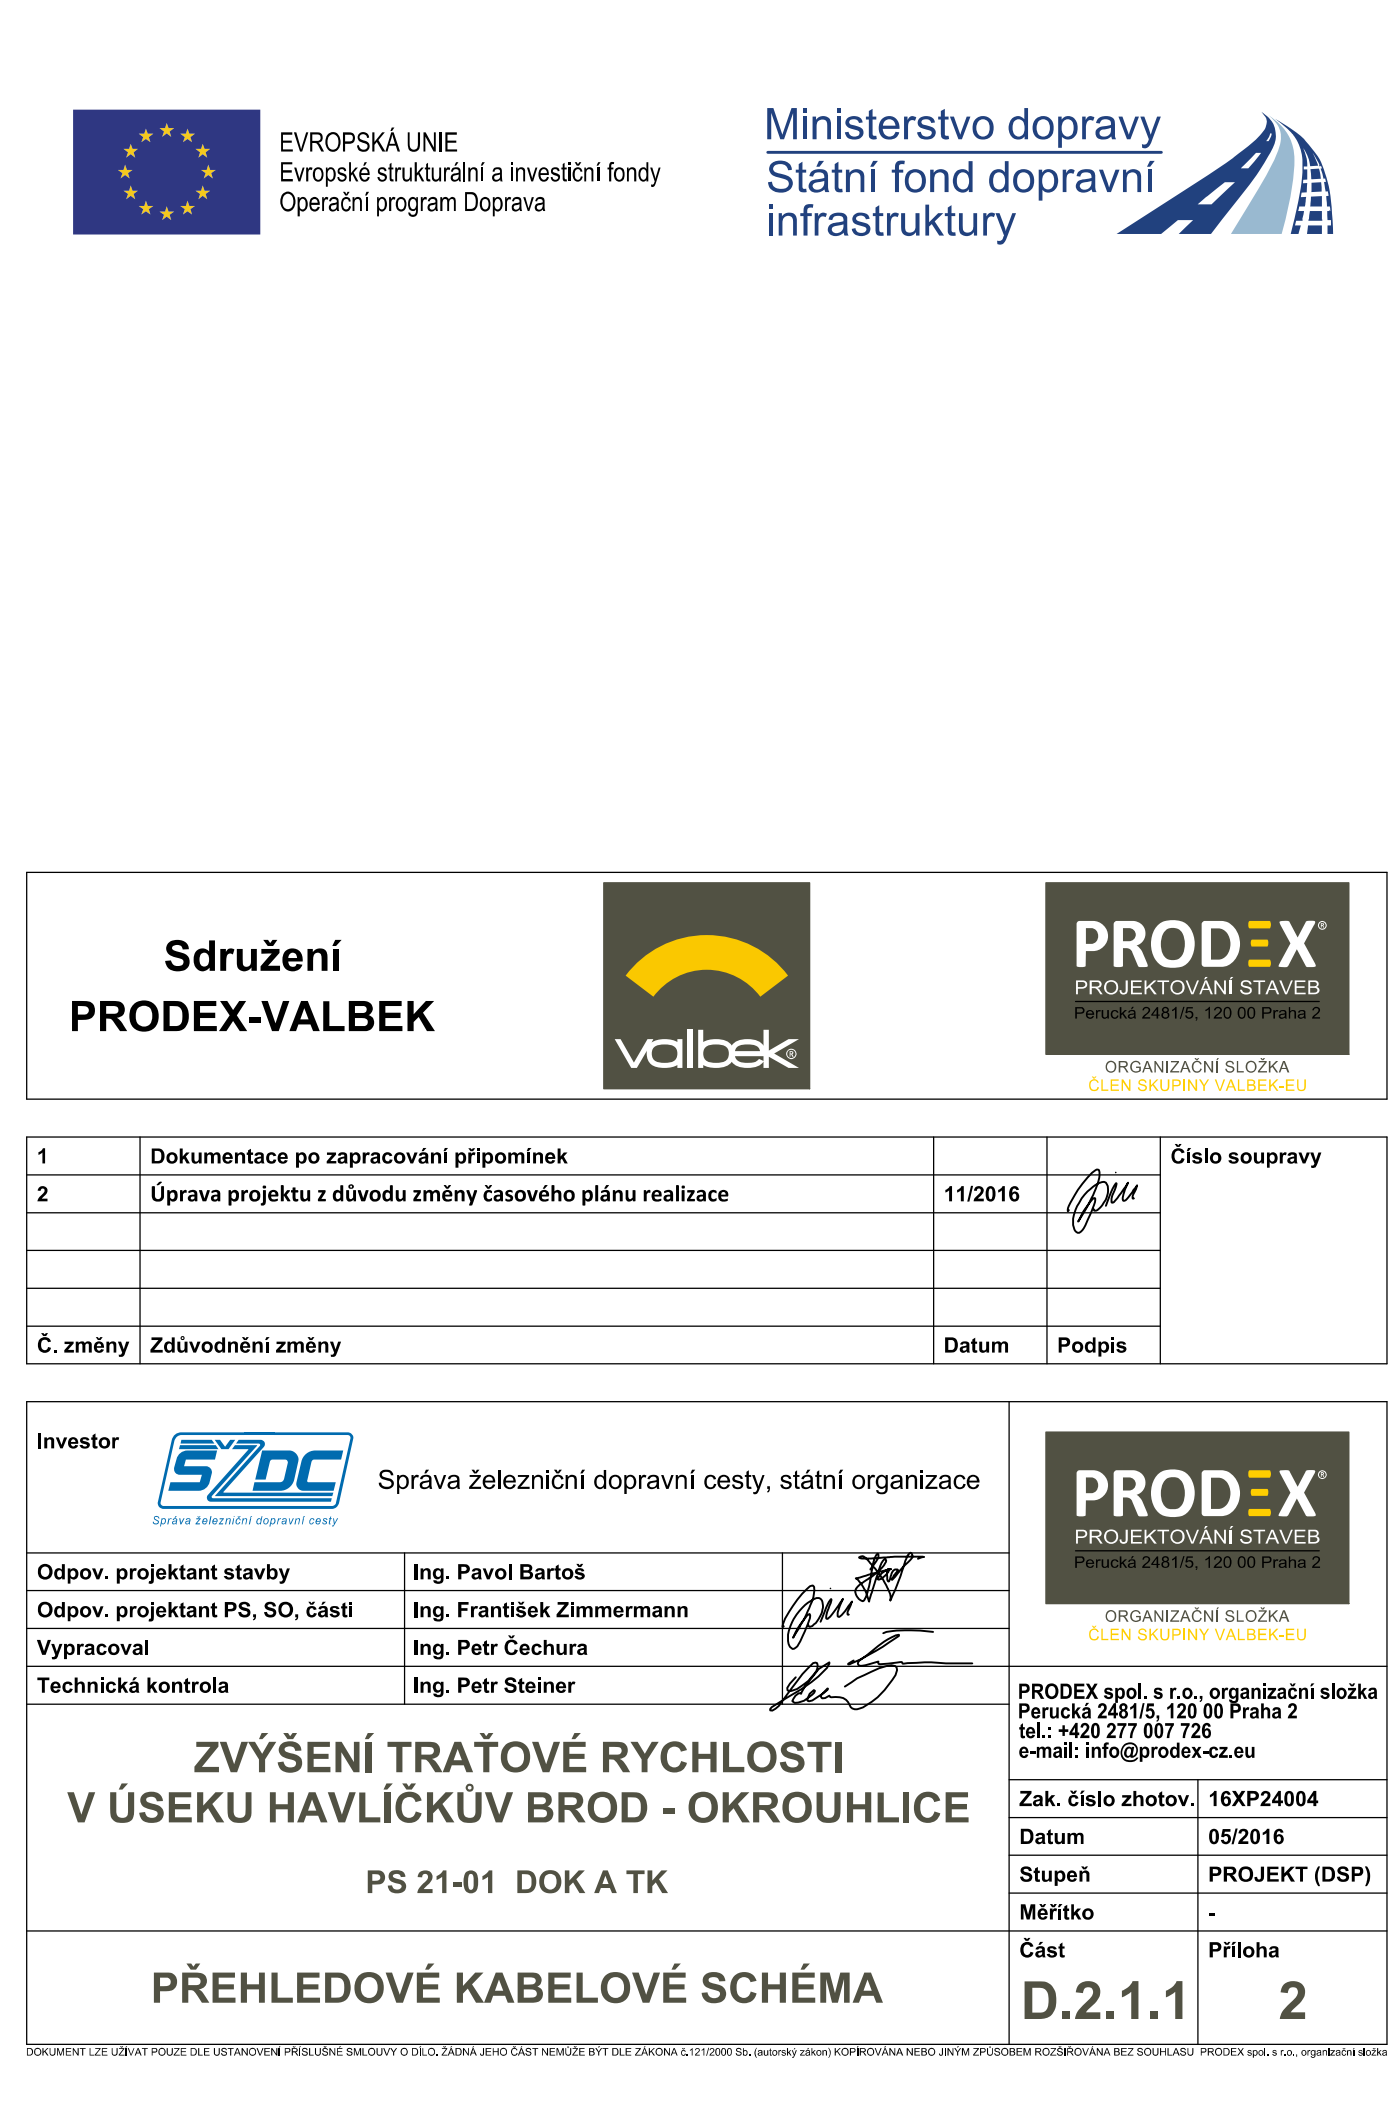 EVROPSKÁ UNIE
Evropské strukturální a investiční fondy
Operační program Doprava
Ministerstvo dopravy
Státní fond dopravní
infrastruktury
Sdružení
PRODEX-VALBEK
valbek®
PRODEX®
PROJEKTOVÁNÍ STAVEB
Perucká 2481/5, 120 00 Praha 2
ORGANIZAČNÍ SLOŽKA
ČLEN SKUPINY VALBEK-EU
1 Dokumentace po zapracování připomínek
Číslo soupravy
2 Úprava projektu z důvodu změny časového plánu realizace 11/2016
Č. změny Zdůvodnění změny Datum Podpis
Investor
ŠŽDC
Správa železniční dopravní cesty
Správa železniční dopravní cesty, státní organizace
PRODEX®
PROJEKTOVÁNÍ STAVEB
Perucká 2481/5, 120 00 Praha 2
ORGANIZAČNÍ SLOŽKA
ČLEN SKUPINY VALBEK-EU
Odpov. projektant stavby Ing. Pavol Bartoš
Odpov. projektant PS, SO, části Ing. František Zimmermann
Vypracoval Ing. Petr Čechura
Technická kontrola Ing. Petr Steiner
PRODEX spol. s r.o., organizační složka
Perucká 2481/5, 120 00 Praha 2
tel.: +420 277 007 726
e-mail: info@prodex-cz.eu
ZVÝŠENÍ TRAŤOVÉ RYCHLOSTI
V ÚSEKU HAVLÍČKŮV BROD - OKROUHLICE
PS 21-01 DOK A TK
Zak. číslo zhotov. 16XP24004
Datum 05/2016
Stupeň PROJEKT (DSP)
Měřítko -
PŘEHLEDOVÉ KABELOVÉ SCHÉMA
Část Příloha
D.2.1.1 2
DOKUMENT LZE UŽÍVAT POUZE DLE USTANOVENÍ PŘÍSLUŠNÉ SMLOUVY O DÍLO. ŽÁDNÁ JEHO ČÁST NEMŮŽE BÝT DLE ZÁKONA č.121/2000 Sb. (autorský zákon) KOPÍROVÁNA NEBO JINÝM ZPŮSOBEM ROZŠIŘOVÁNA BEZ SOUHLASU PRODEX spol. s r.o., organizační složka